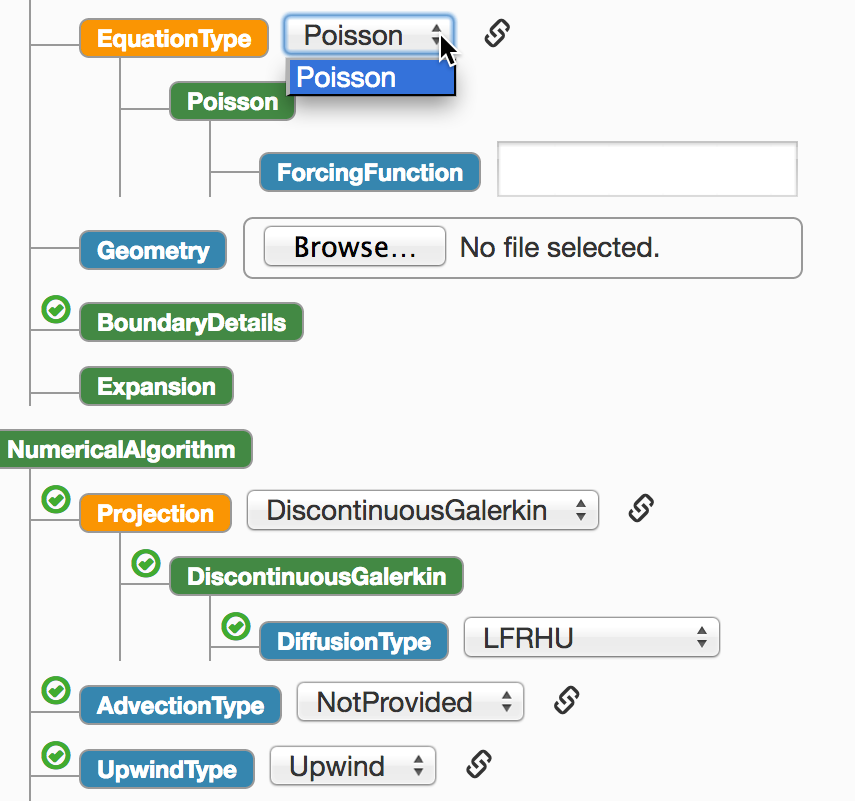 EquationType Poisson
Poisson
Poisson
ForcingFunction
Geometry Browse... No file selected.
BoundaryDetails
Expansion
NumericalAlgorithm
Projection DiscontinuousGalerkin
DiscontinuousGalerkin
DiffusionType LFRHU
AdvectionType NotProvided
UpwindType Upwind